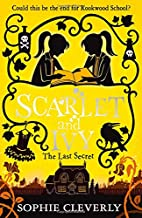 Could this be the end for Rookwood School?
SCARLET
and
IVY
The Last Secret
SOPHIE CLEVERLY